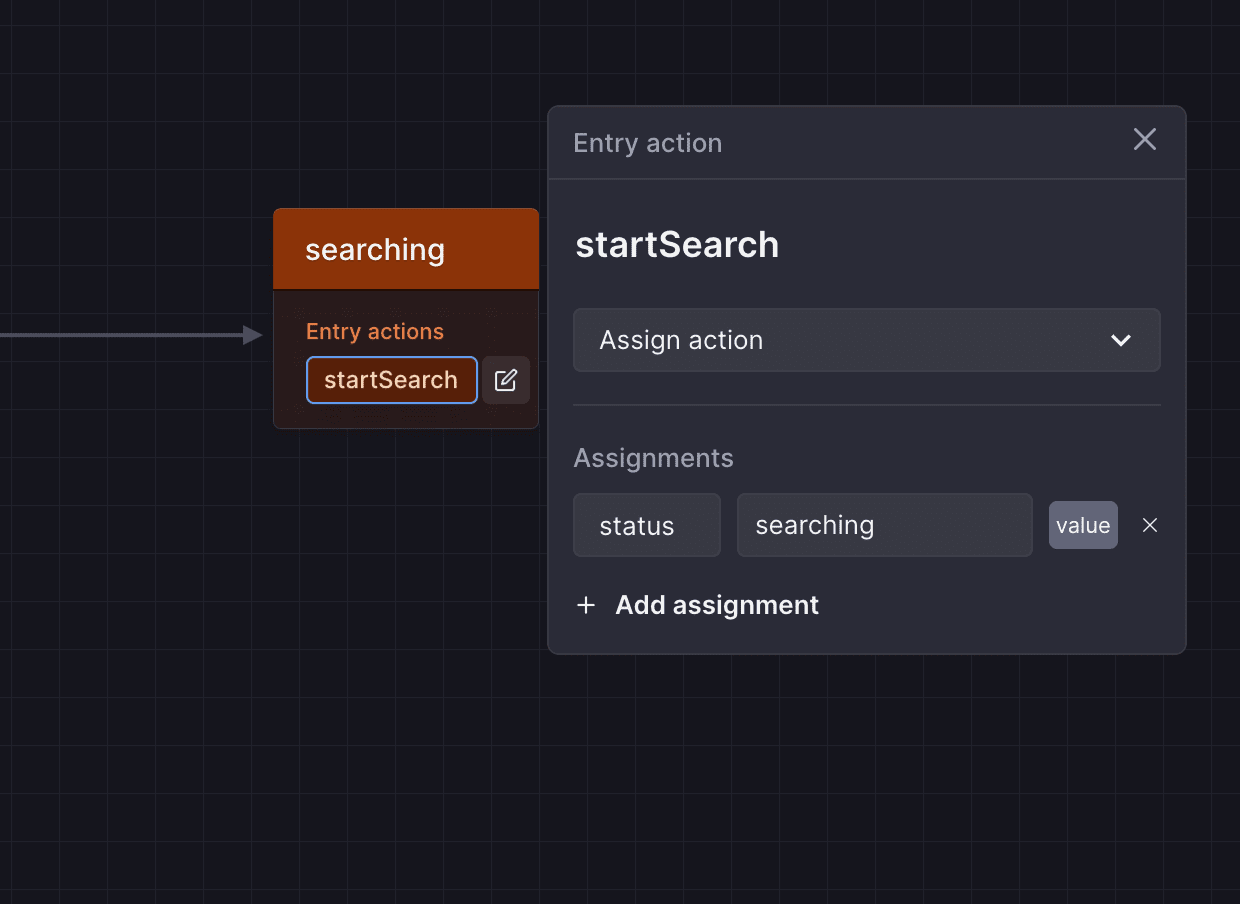 searching
Entry actions
startSearch
Entry action
startSearch
Assign action
Assignments
status searching value
Add assignment